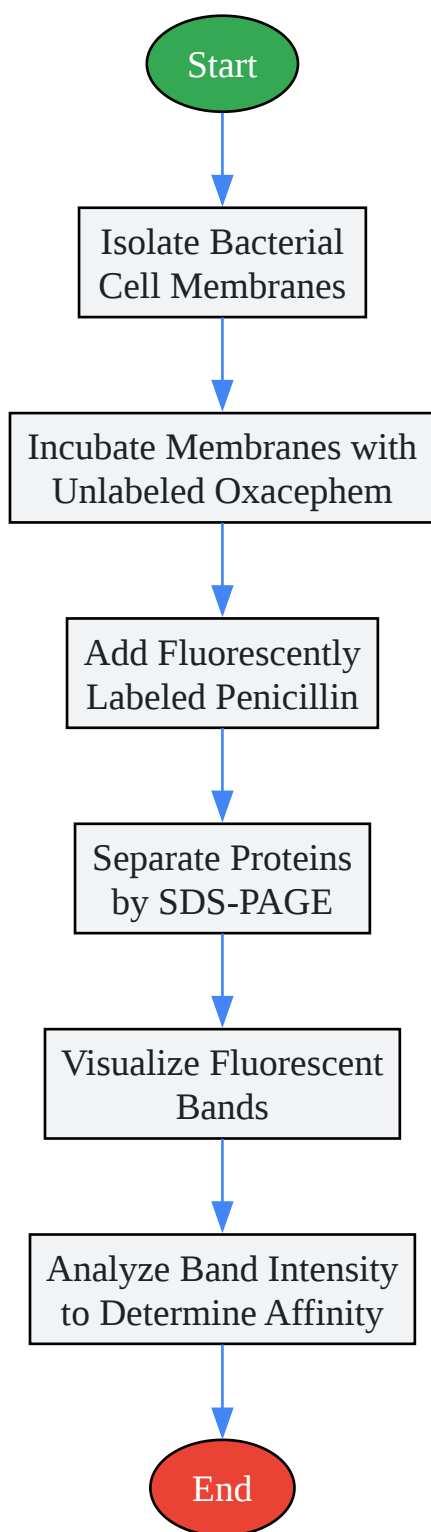 Start
Isolate Bacterial
Cell Membranes
Incubate Membranes with
Unlabeled Oxacephem
Add Fluorescently
Labeled Penicillin
Separate Proteins
by SDS-PAGE
Visualize Fluorescent
Bands
Analyze Band Intensity
to Determine Affinity
End